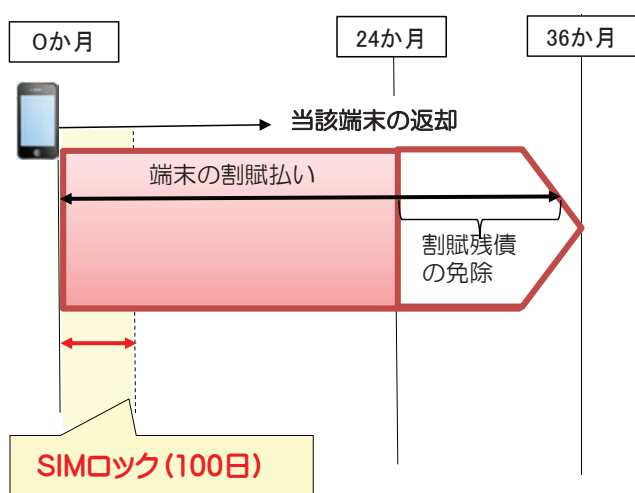 0か月
24か月
36か月
当該端末の返却
端末の割賦払い
割賦残債
の免除
SIMロック(100日)